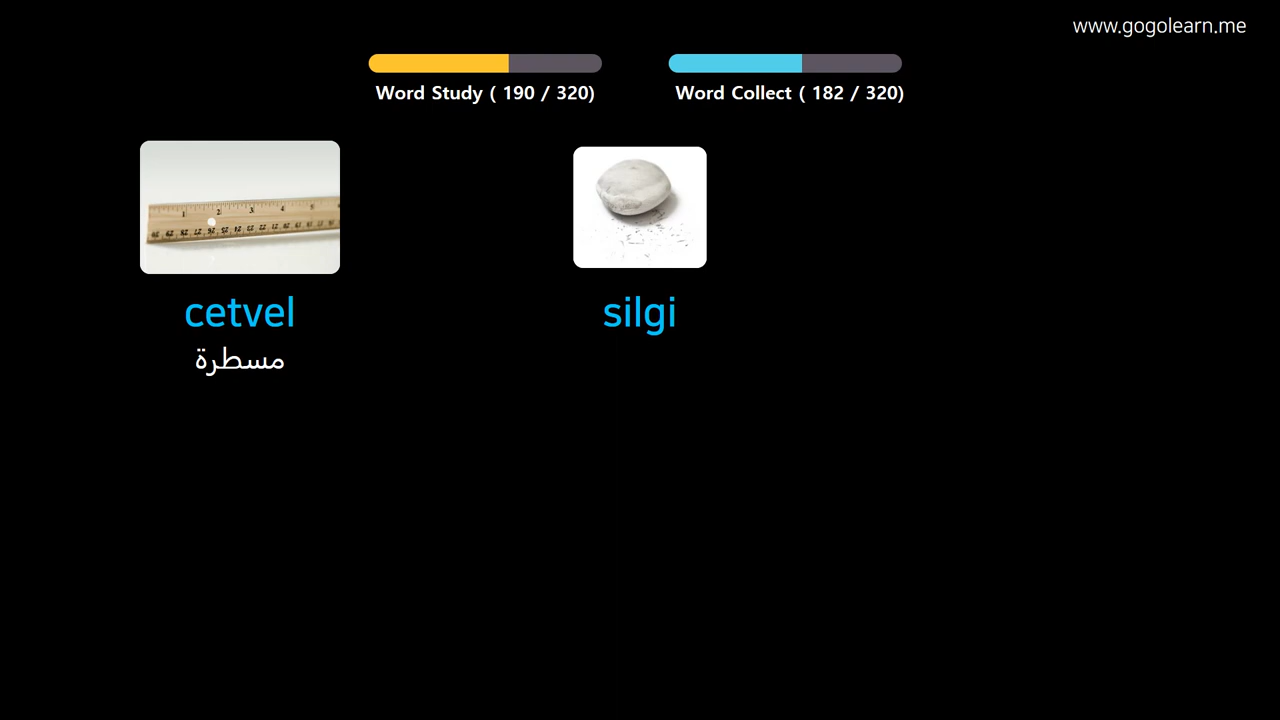 www.gogolearn.me
Word Study ( 190 / 320)
Word Collect ( 182 / 320)
cetvel
مسطرة
silgi